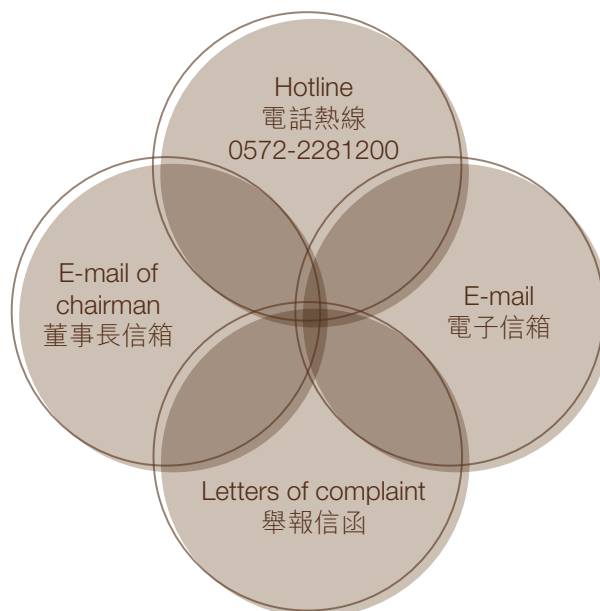 Hotline
電話熱線
0572-2281200
E-mail of
chairman
董事長信箱
E-mail
電子信箱
Letters of complaint
舉報信函